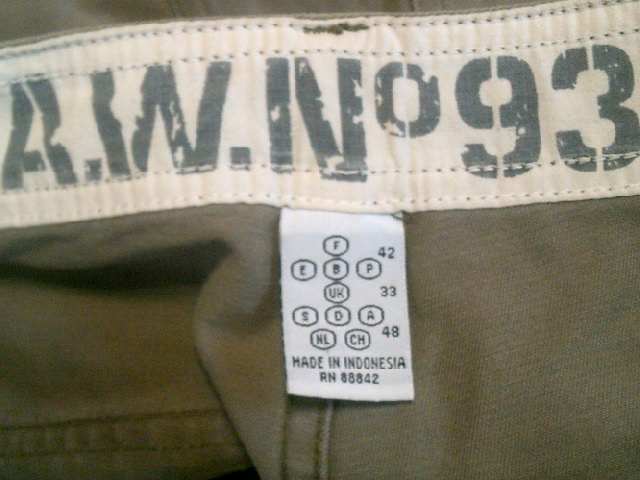 A.W.Nº93
F
E B P 42
UK 33
S D A
NL CH 48
MADE IN INDONESIA
RN 88842